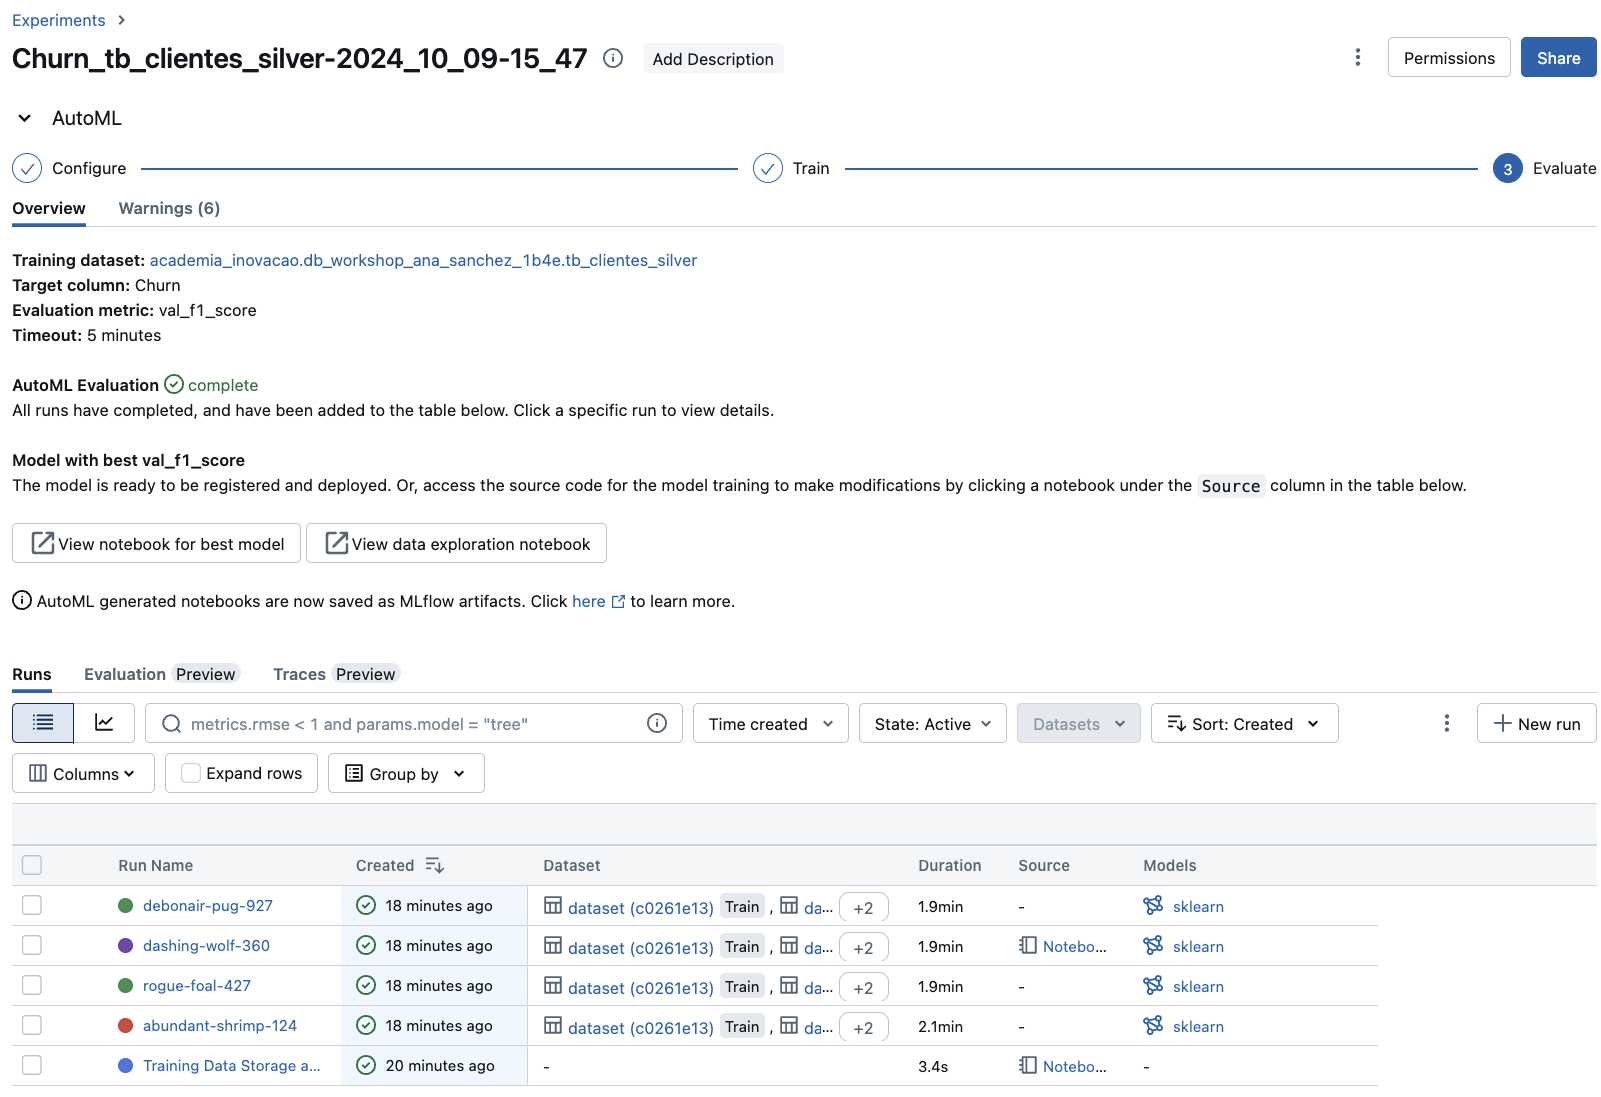 Experiments
Churn_tb_clientes_silver-2024_10_09-15_47 Add Description Permissions Share
AutoML
Configure Train 3 Evaluate
Overview Warnings (6)
Training dataset: academia_inovacao.db_workshop_ana_sanchez_1b4e.tb_clientes_silver
Target column: Churn
Evaluation metric: val_f1_score
Timeout: 5 minutes
AutoML Evaluation complete
All runs have completed, and have been added to the table below. Click a specific run to view details.
Model with best val_f1_score
The model is ready to be registered and deployed. Or, access the source code for the model training to make modifications by clicking a notebook under the Source column in the table below.
View notebook for best model View data exploration notebook
AutoML generated notebooks are now saved as MLflow artifacts. Click here to learn more.
Runs Evaluation Preview Traces Preview
metrics.rmse < 1 and params.model = "tree" Time created State: Active Datasets Sort: Created New run
Columns Expand rows Group by
Run Name Created Dataset Duration Source Models
debonair-pug-927 18 minutes ago dataset (c0261e13) Train , da... +2 1.9min - sklearn
dashing-wolf-360 18 minutes ago dataset (c0261e13) Train , da... +2 1.9min Notebo... sklearn
rogue-foal-427 18 minutes ago dataset (c0261e13) Train , da... +2 1.9min - sklearn
abundant-shrimp-124 18 minutes ago dataset (c0261e13) Train , da... +2 2.1min - sklearn
Training Data Storage a... 20 minutes ago - 3.4s Notebo... -